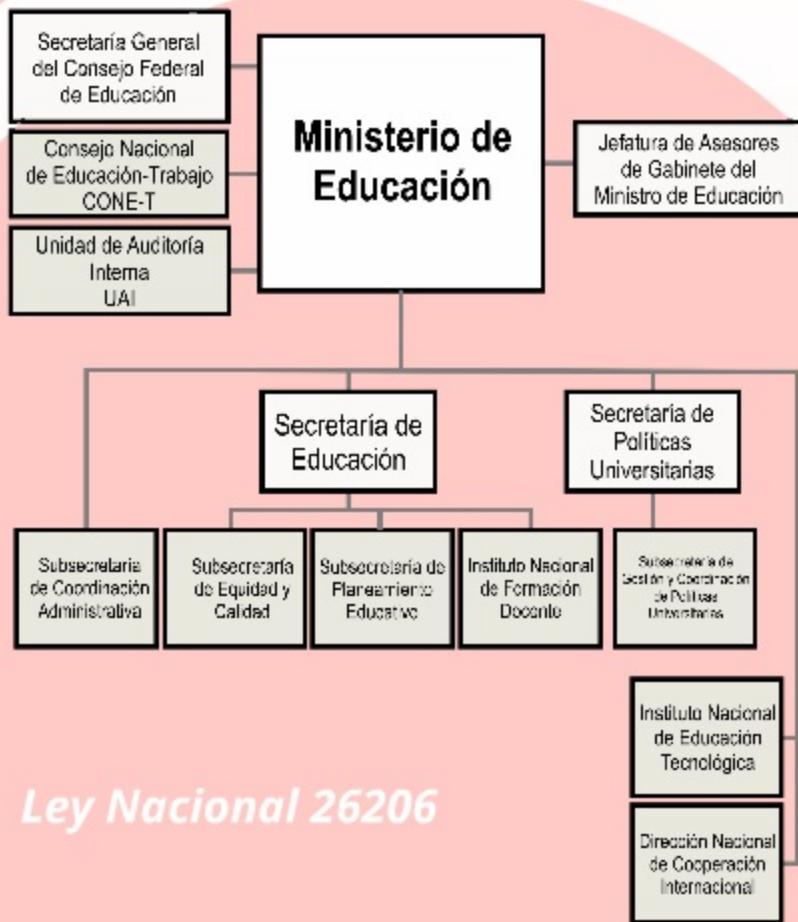 Secretaría General
del Consejo Federal
de Educación
Ministerio de
Educación
Consejo Nacional
de Educación-Trabajo
CONE-T
Jefatura de Asesores
de Gabinete del
Ministro de Educación
Unidad de Auditoría
Interna
UAI
Secretaría de
Educación
Secretaría de
Políticas
Universitarias
Subsecretaría
de Coordinación
Administrativa
Subsecretaría
de Equidad y
Calidad
Subsecretaría de
Planeamiento
Educativo
Instituto Nacional
de Formación
Docente
Subsecretaría de
Gestión y Coordinación
de Políticas
Universitarias
Instituto Nacional
de Educación
Tecnológica
Dirección Nacional
de Cooperación
Internacional
Ley Nacional 26206